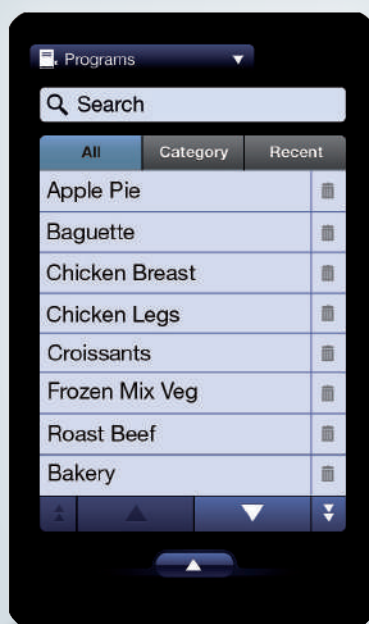 Programs
Search
All Category Recent
Apple Pie
Baguette
Chicken Breast
Chicken Legs
Croissants
Frozen Mix Veg
Roast Beef
Bakery